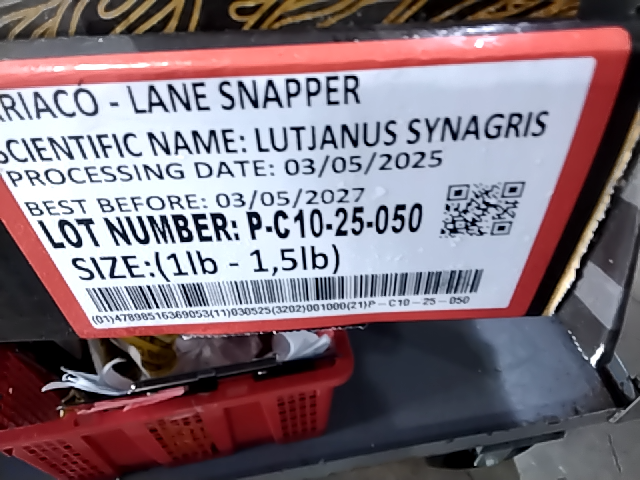 RIACÓ - LANE SNAPPER
SCIENTIFIC NAME: LUTJANUS SYNAGRIS
PROCESSING DATE: 03/05/2025
BEST BEFORE: 03/05/2027
LOT NUMBER: P-C10-25-050
SIZE:(1lb - 1,5lb)
(01)47898516369053(11)030525(3202)001000(21)P-C10-25-050